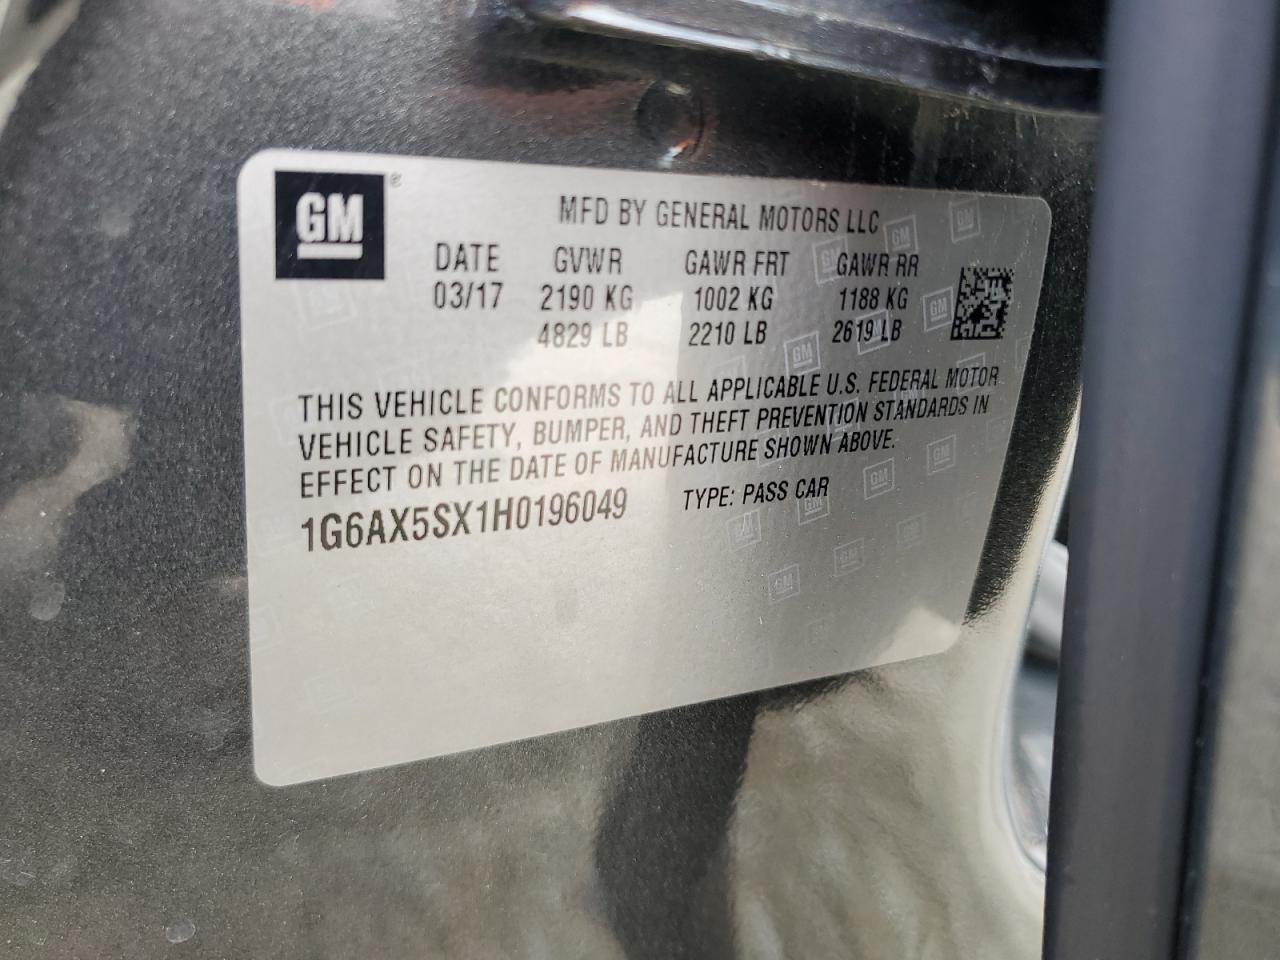 GM ®
MFD BY GENERAL MOTORS LLC
DATE GVWR GAWR FRT GAWR RR
03/17 2190 KG 1002 KG 1188 KG
4829 LB 2210 LB 2619 LB
THIS VEHICLE CONFORMS TO ALL APPLICABLE U.S. FEDERAL MOTOR
VEHICLE SAFETY, BUMPER, AND THEFT PREVENTION STANDARDS IN
EFFECT ON THE DATE OF MANUFACTURE SHOWN ABOVE.
1G6AX5SX1H0196049 TYPE: PASS CAR